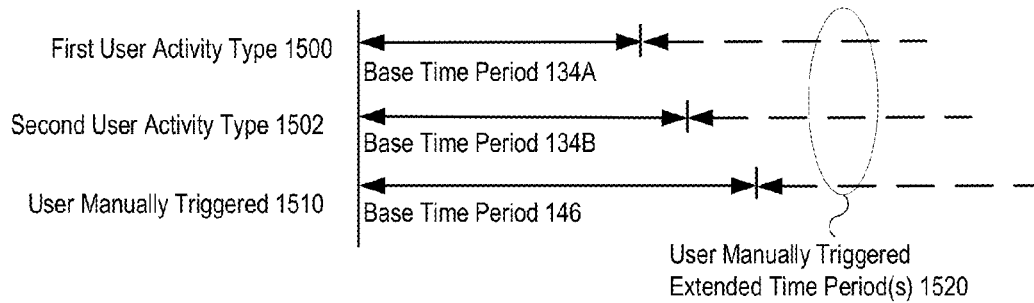 First User Activity Type 1500
Base Time Period 134A
Second User Activity Type 1502
Base Time Period 134B
User Manually Triggered 1510
Base Time Period 146
User Manually Triggered
Extended Time Period(s) 1520